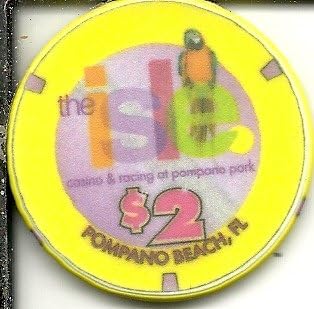 the isle
casino & racing at pompano park
$2
POMPANO BEACH, FL